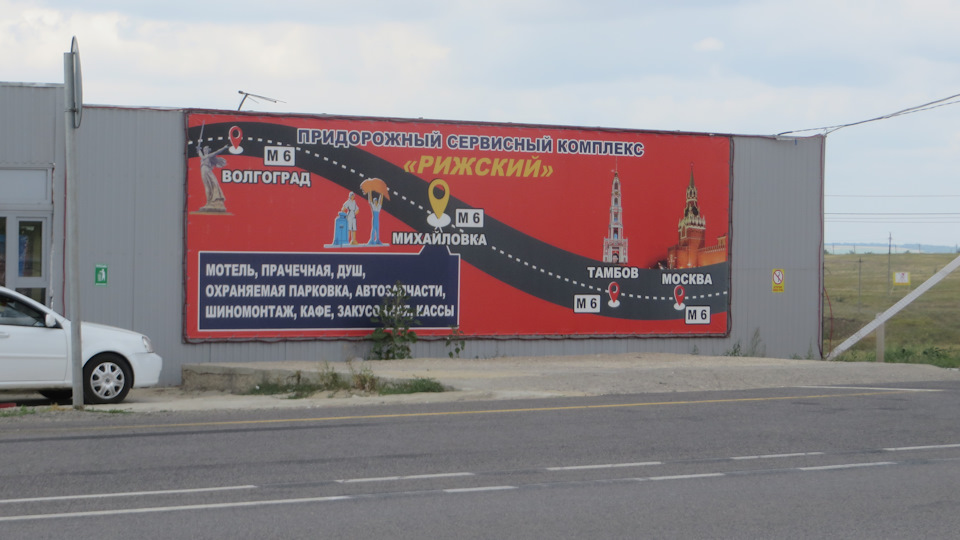 ПРИДОРОЖНЫЙ СЕРВИСНЫЙ КОМПЛЕКС
«РИЖСКИЙ»
М 6
ВОЛГОГРАД
М 6
МИХАЙЛОВКА
ТАМБОВ
МОСКВА
М 6
М 6
МОТЕЛЬ, ПРАЧЕЧНАЯ, ДУШ,
ОХРАНЯЕМАЯ ПАРКОВКА, АВТОЗАПЧАСТИ,
ШИНОМОНТАЖ, КАФЕ, ЗАКУСОЧНЫЕ, КАССЫ